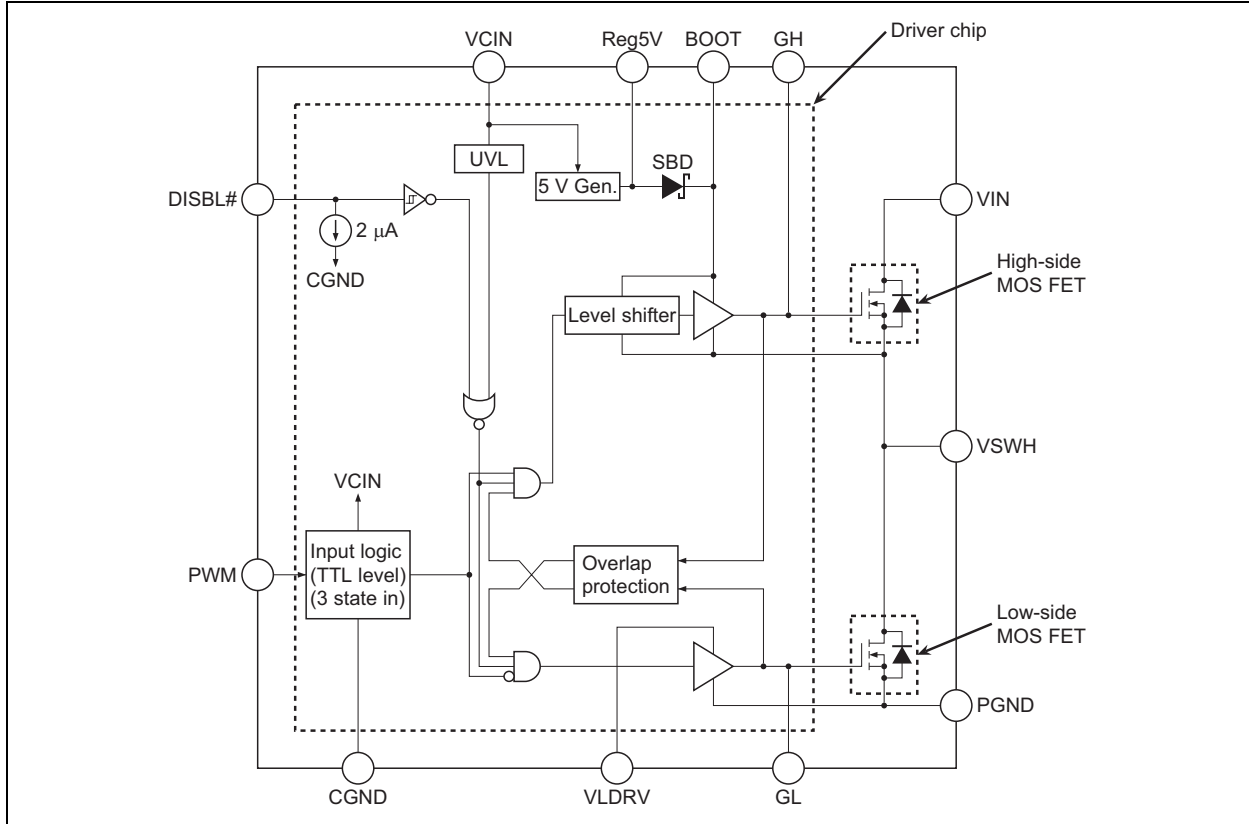 Driver chip
VCIN
Reg5V
BOOT
GH
UVL
5 V Gen.
SBD
DISBL#
2 μA
CGND
VIN
High-side
MOS FET
Level shifter
VSWH
VCIN
PWM
Input logic
(TTL level)
(3 state in)
Overlap
protection
Low-side
MOS FET
PGND
CGND
VLDRV
GL